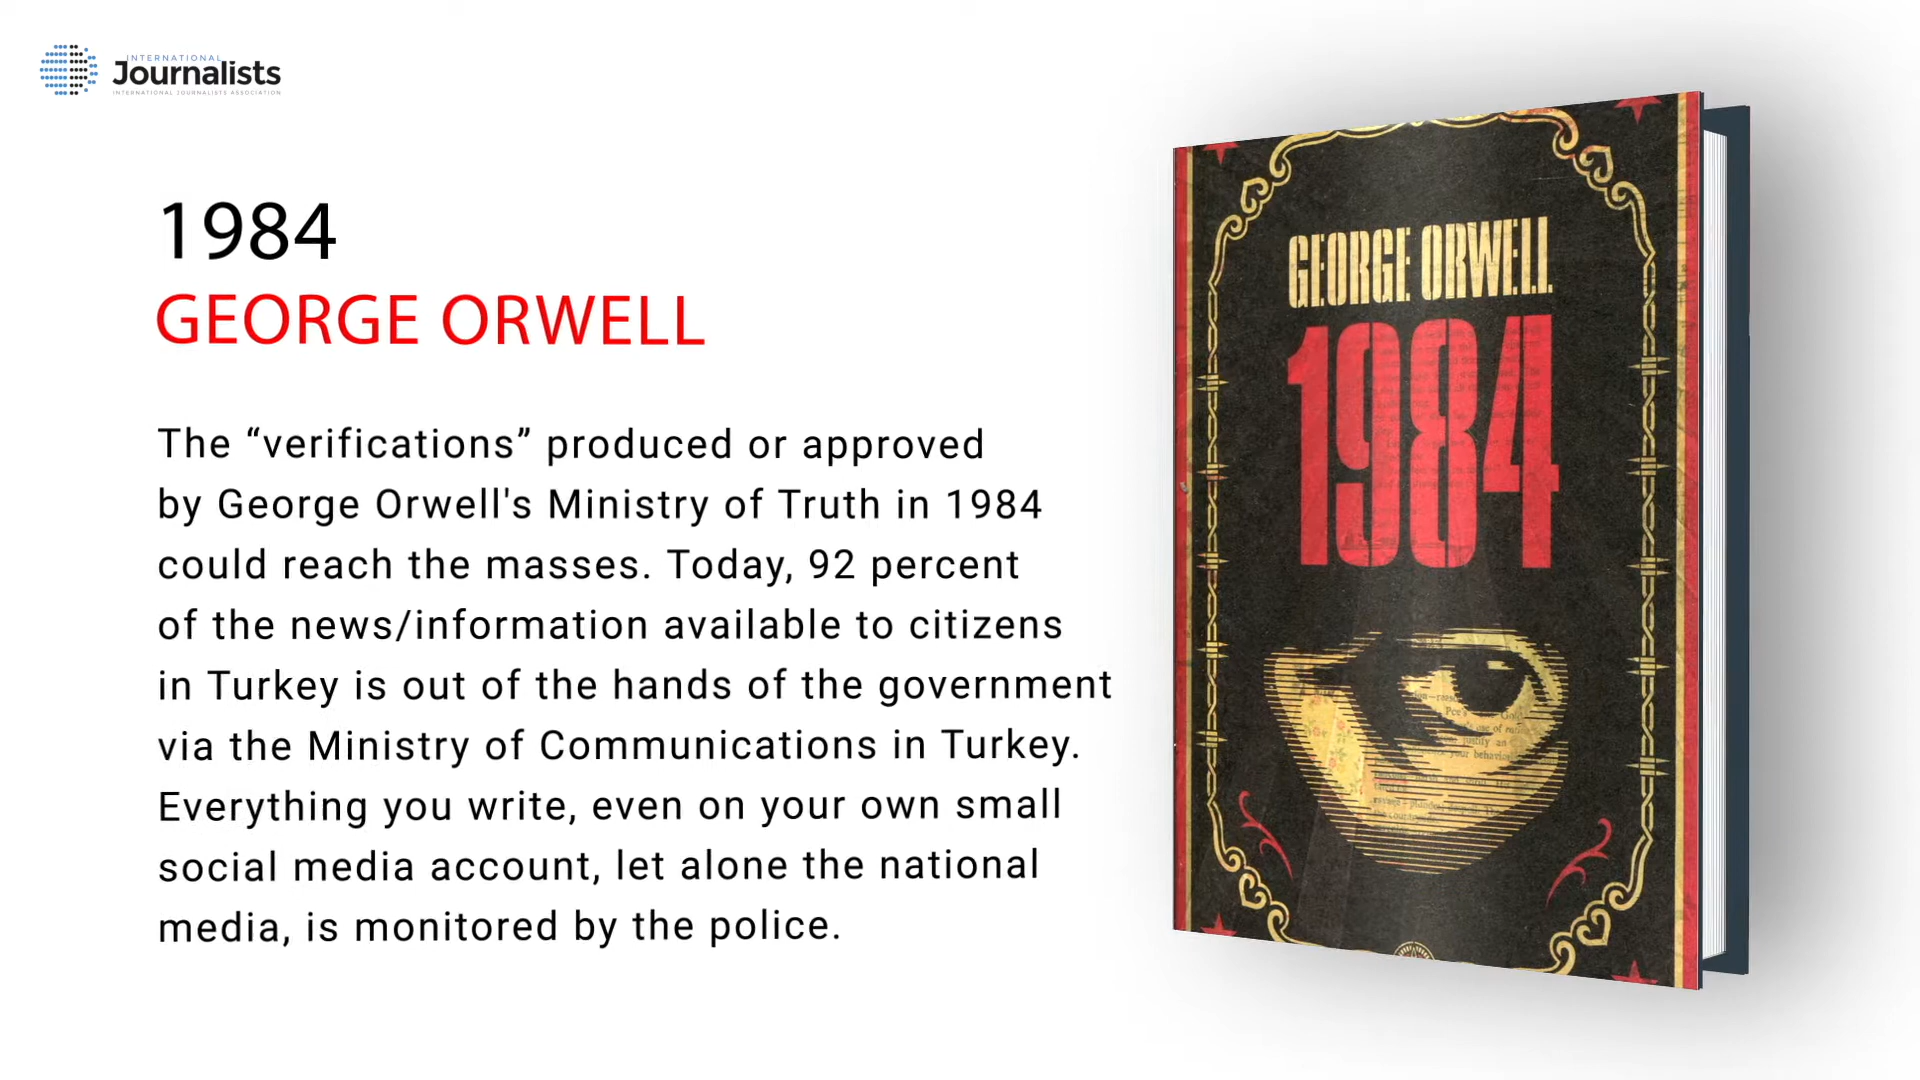 INTERNATIONAL
Journalists
INTERNATIONAL JOURNALISTS ASSOCIATION
1984
GEORGE ORWELL
The “verifications” produced or approved
by George Orwell's Ministry of Truth in 1984
could reach the masses. Today, 92 percent
of the news/information available to citizens
in Turkey is out of the hands of the government
via the Ministry of Communications in Turkey.
Everything you write, even on your own small
social media account, let alone the national
media, is monitored by the police.
GEORGE ORWELL
1984